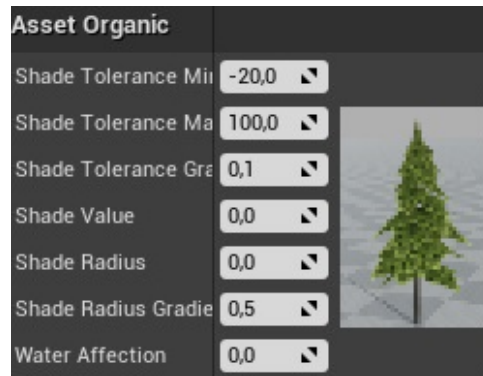 Asset Organic
Shade Tolerance Mi -20,0
Shade Tolerance Ma 100,0
Shade Tolerance Gra 0,1
Shade Value 0,0
Shade Radius 0,0
Shade Radius Gradie 0,5
Water Affection 0,0